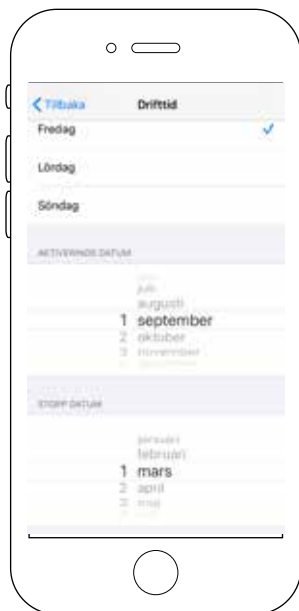 Tillbaka Drifttid
Fredag
Lördag
Söndag
AKTIVERANDE DATUM
juli
augusti
1 september
2 oktober
3 november
STOPP DATUM
januari
februari
1 mars
2 april
3 maj